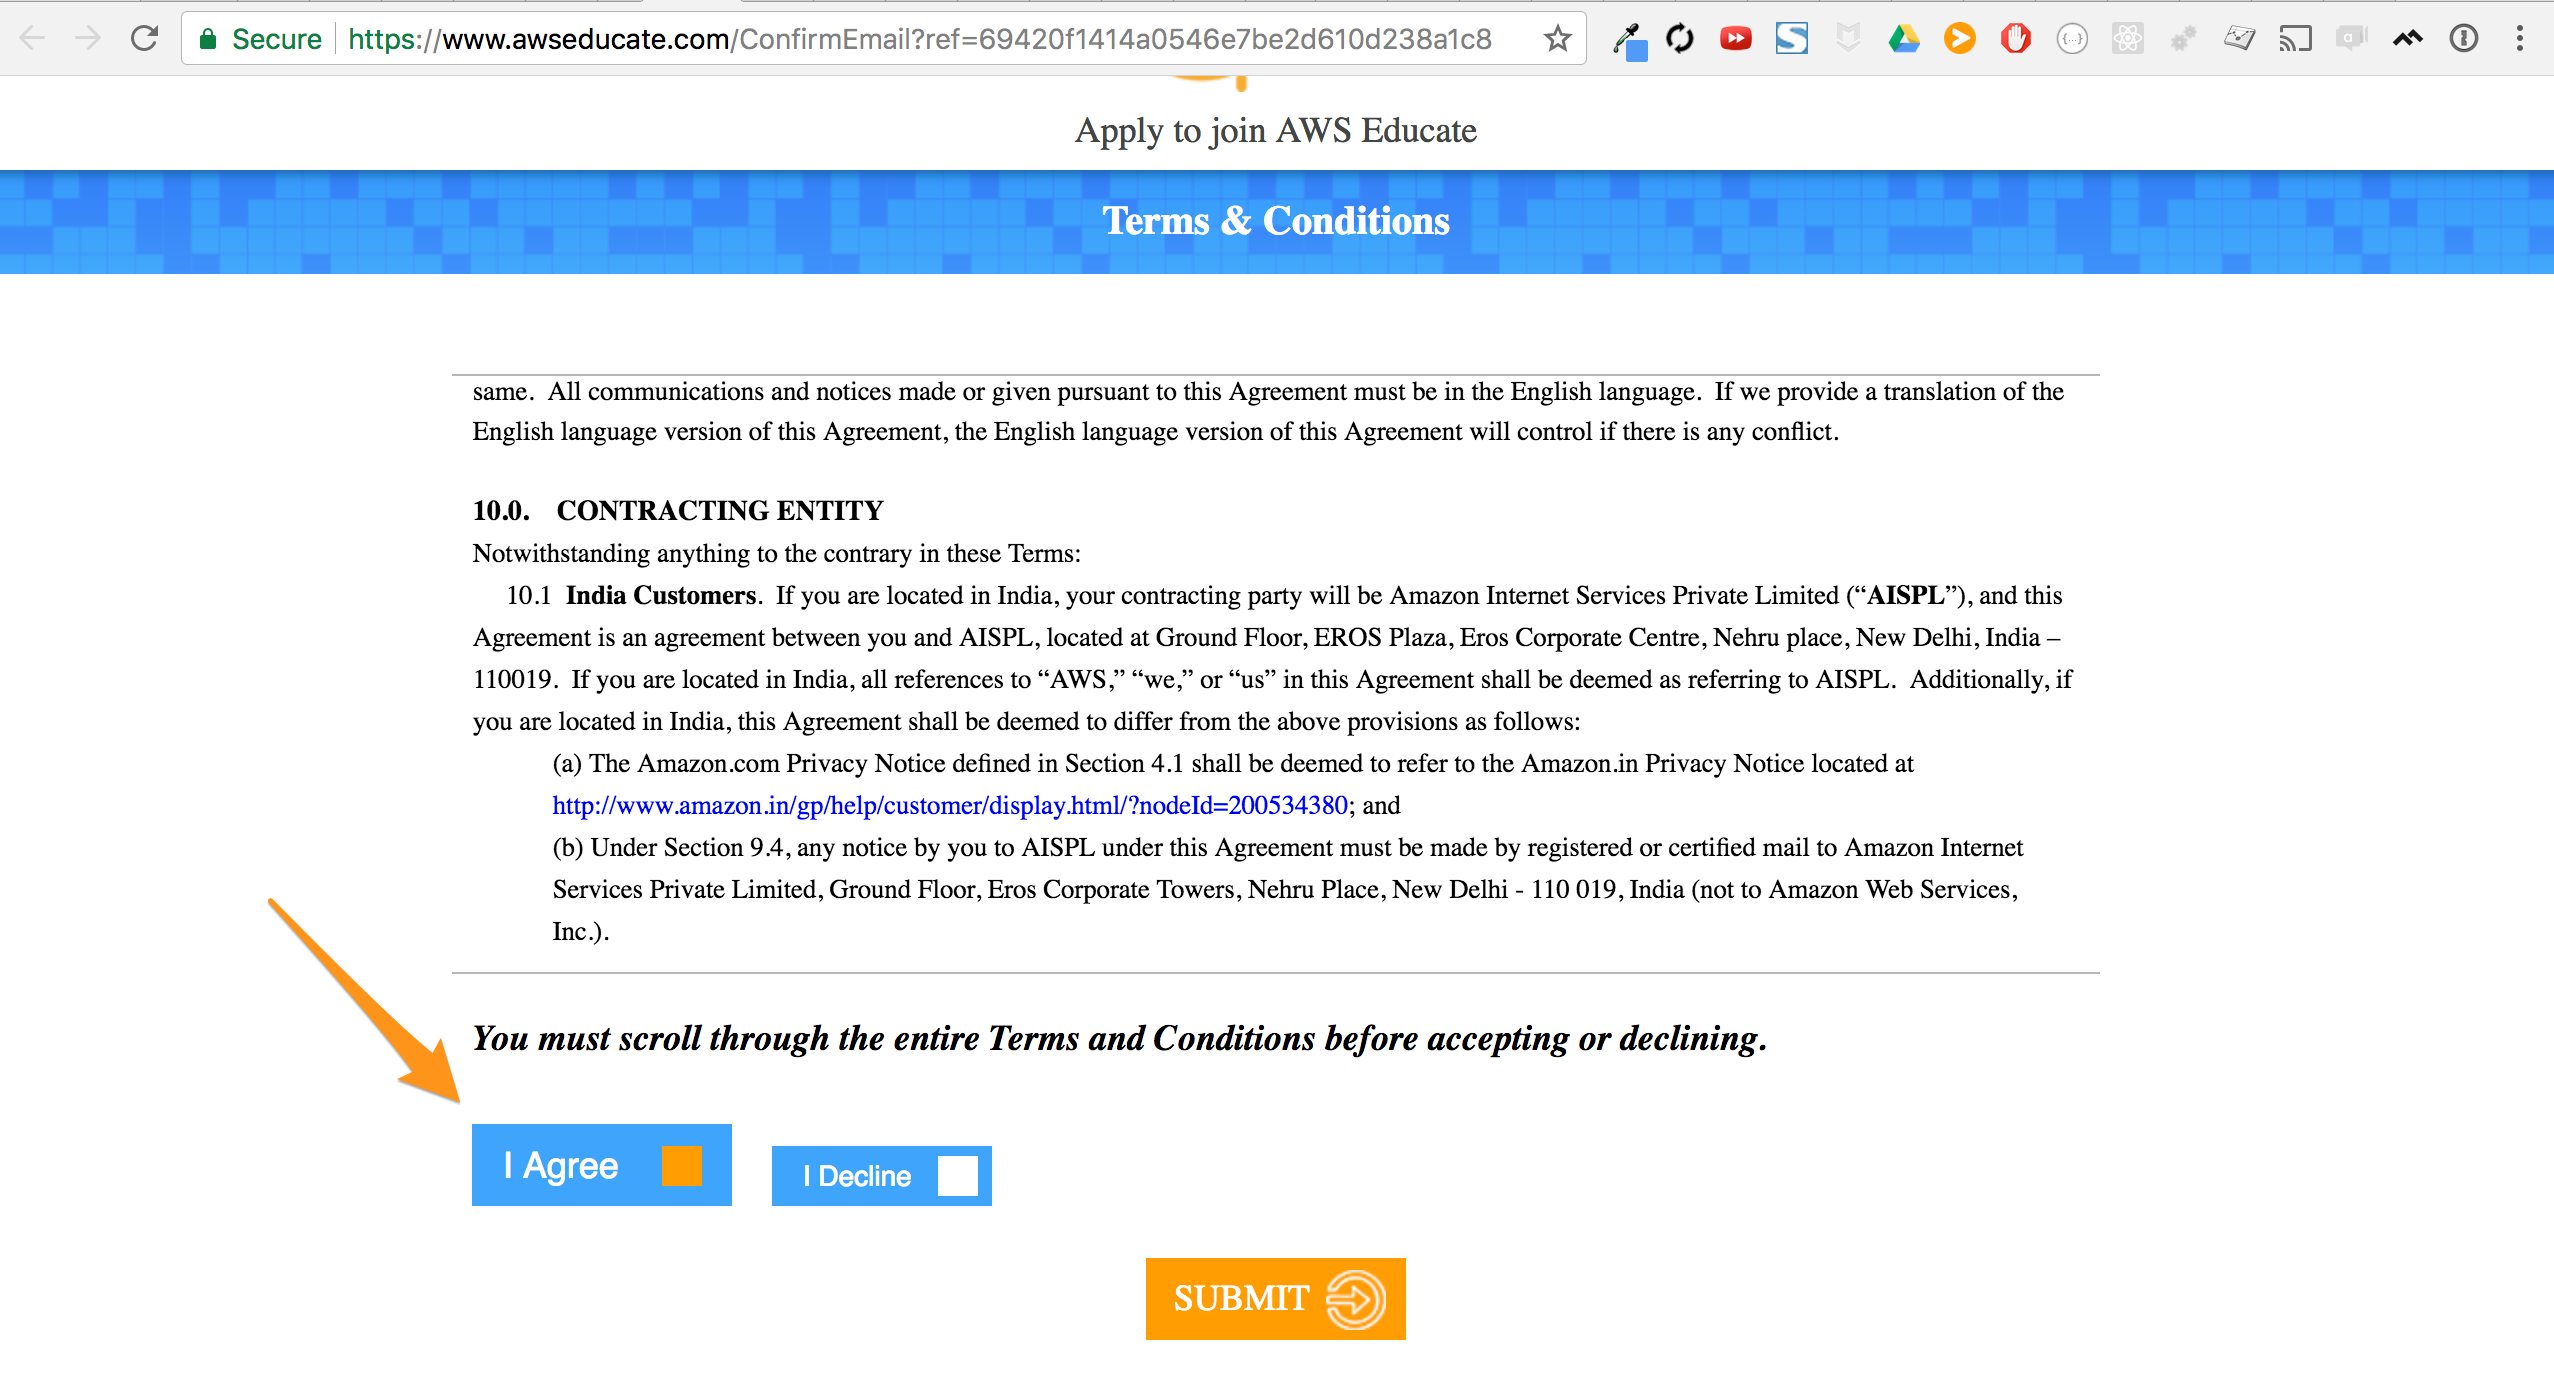 Secure https://www.awseducate.com/ConfirmEmail?ref=69420f1414a0546e7be2d610d238a1c8
Apply to join AWS Educate
Terms & Conditions
same.  All communications and notices made or given pursuant to this Agreement must be in the English language.  If we provide a translation of the
English language version of this Agreement, the English language version of this Agreement will control if there is any conflict.
10.0.  CONTRACTING ENTITY
Notwithstanding anything to the contrary in these Terms:
10.1  India Customers.  If you are located in India, your contracting party will be Amazon Internet Services Private Limited (“AISPL”), and this
Agreement is an agreement between you and AISPL, located at Ground Floor, EROS Plaza, Eros Corporate Centre, Nehru place, New Delhi, India –
110019.  If you are located in India, all references to “AWS,” “we,” or “us” in this Agreement shall be deemed as referring to AISPL.  Additionally, if
you are located in India, this Agreement shall be deemed to differ from the above provisions as follows:
(a) The Amazon.com Privacy Notice defined in Section 4.1 shall be deemed to refer to the Amazon.in Privacy Notice located at
http://www.amazon.in/gp/help/customer/display.html/?nodeId=200534380; and
(b) Under Section 9.4, any notice by you to AISPL under this Agreement must be made by registered or certified mail to Amazon Internet
Services Private Limited, Ground Floor, Eros Corporate Towers, Nehru Place, New Delhi - 110 019, India (not to Amazon Web Services,
Inc.).
You must scroll through the entire Terms and Conditions before accepting or declining.
I Agree
I Decline
SUBMIT